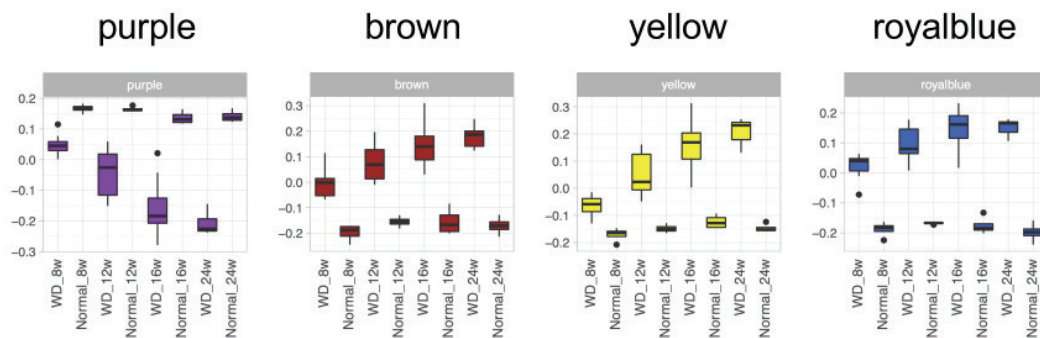 purple brown yellow royalblue
purple
0.2
0.1
0.0
−0.1
−0.2
−0.3
WD_8w
Normal_8w
WD_12w
Normal_12w
WD_16w
Normal_16w
WD_24w
Normal_24w
brown
0.3
0.2
0.1
0.0
−0.1
−0.2
WD_8w
Normal_8w
WD_12w
Normal_12w
WD_16w
Normal_16w
WD_24w
Normal_24w
yellow
0.3
0.2
0.1
0.0
−0.1
−0.2
WD_8w
Normal_8w
WD_12w
Normal_12w
WD_16w
Normal_16w
WD_24w
Normal_24w
royalblue
0.2
0.1
0.0
−0.1
−0.2
WD_8w
Normal_8w
WD_12w
Normal_12w
WD_16w
Normal_16w
WD_24w
Normal_24w